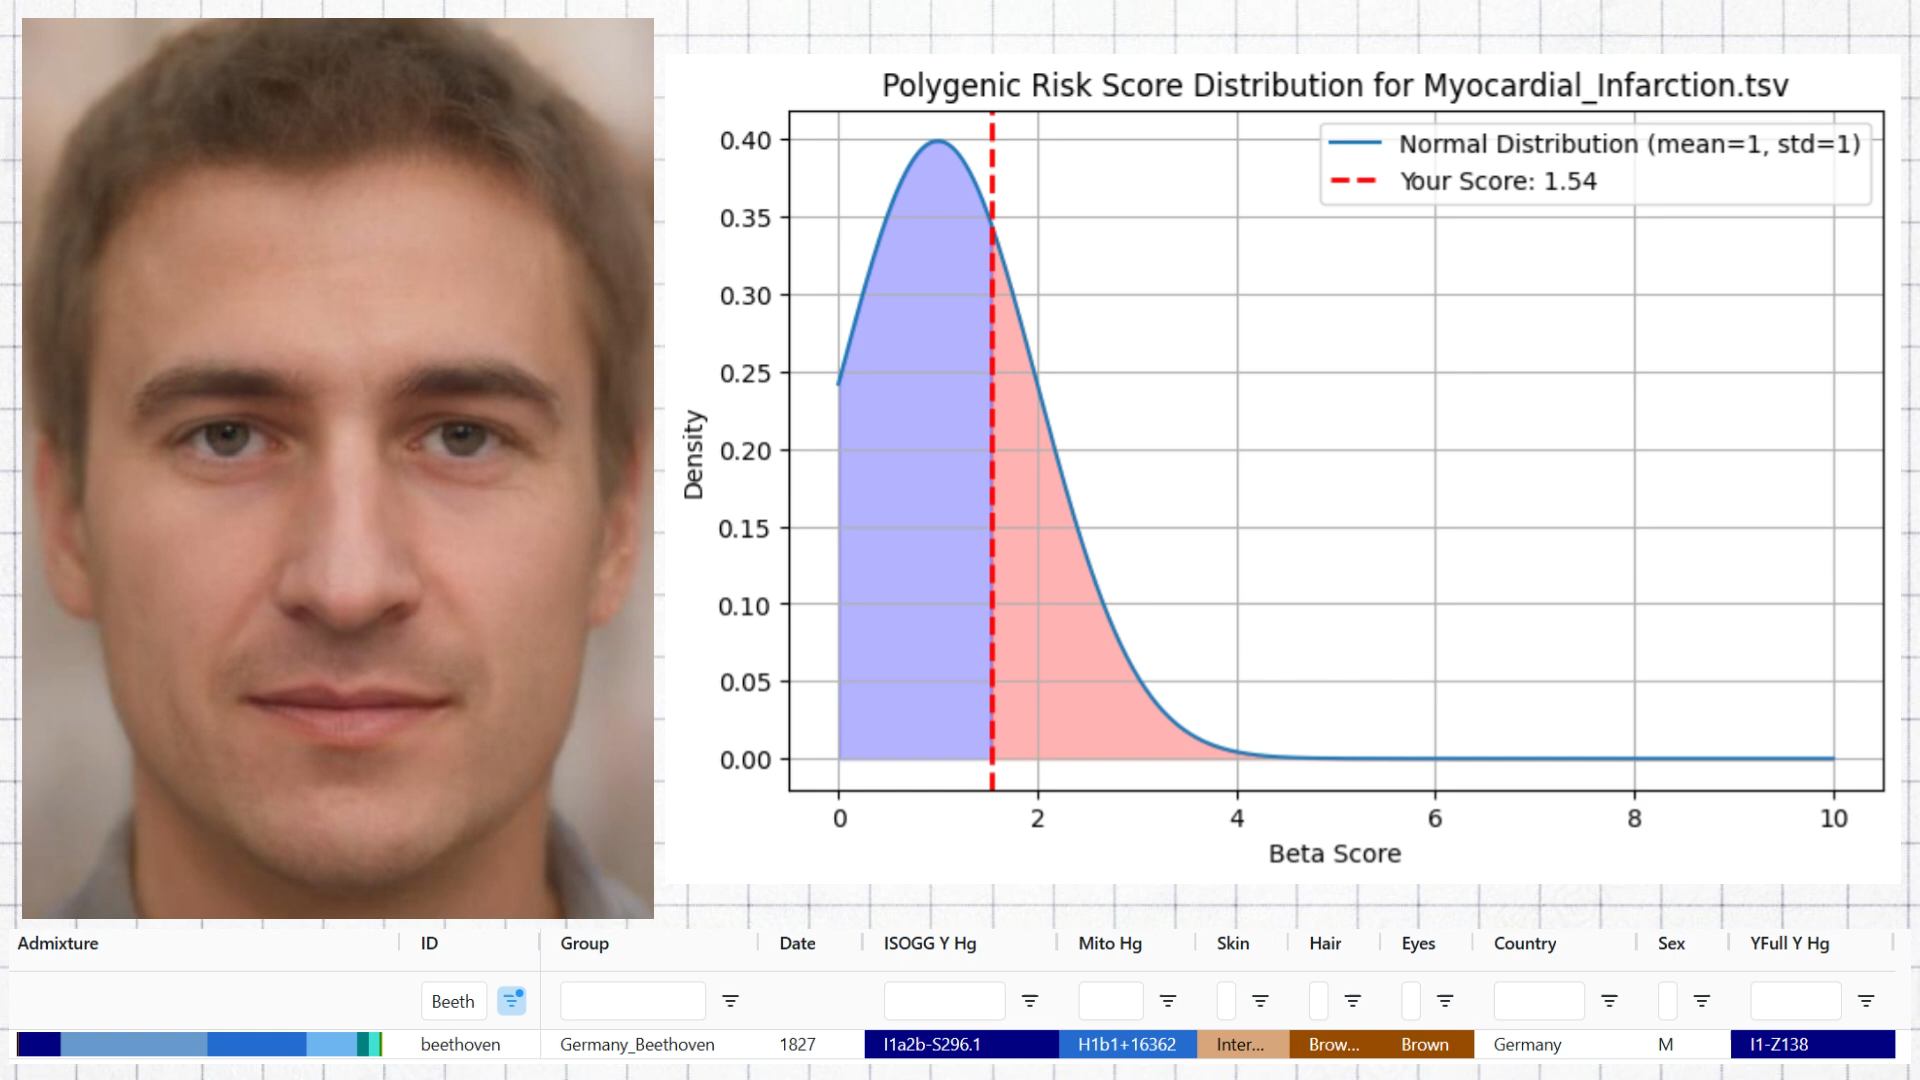 Polygenic Risk Score Distribution for Myocardial_Infarction.tsv
Normal Distribution (mean=1, std=1)
Your Score: 1.54
0.40
0.35
0.30
0.25
0.20
0.15
0.10
0.05
0.00
Density
0 2 4 6 8 10
Beta Score
Admixture ID Group Date ISOGG Y Hg Mito Hg Skin Hair Eyes Country Sex YFull Y Hg
Beeth
beethoven Germany_Beethoven 1827 I1a2b-S296.1 H1b1+16362 Inter... Brow... Brown Germany M I1-Z138